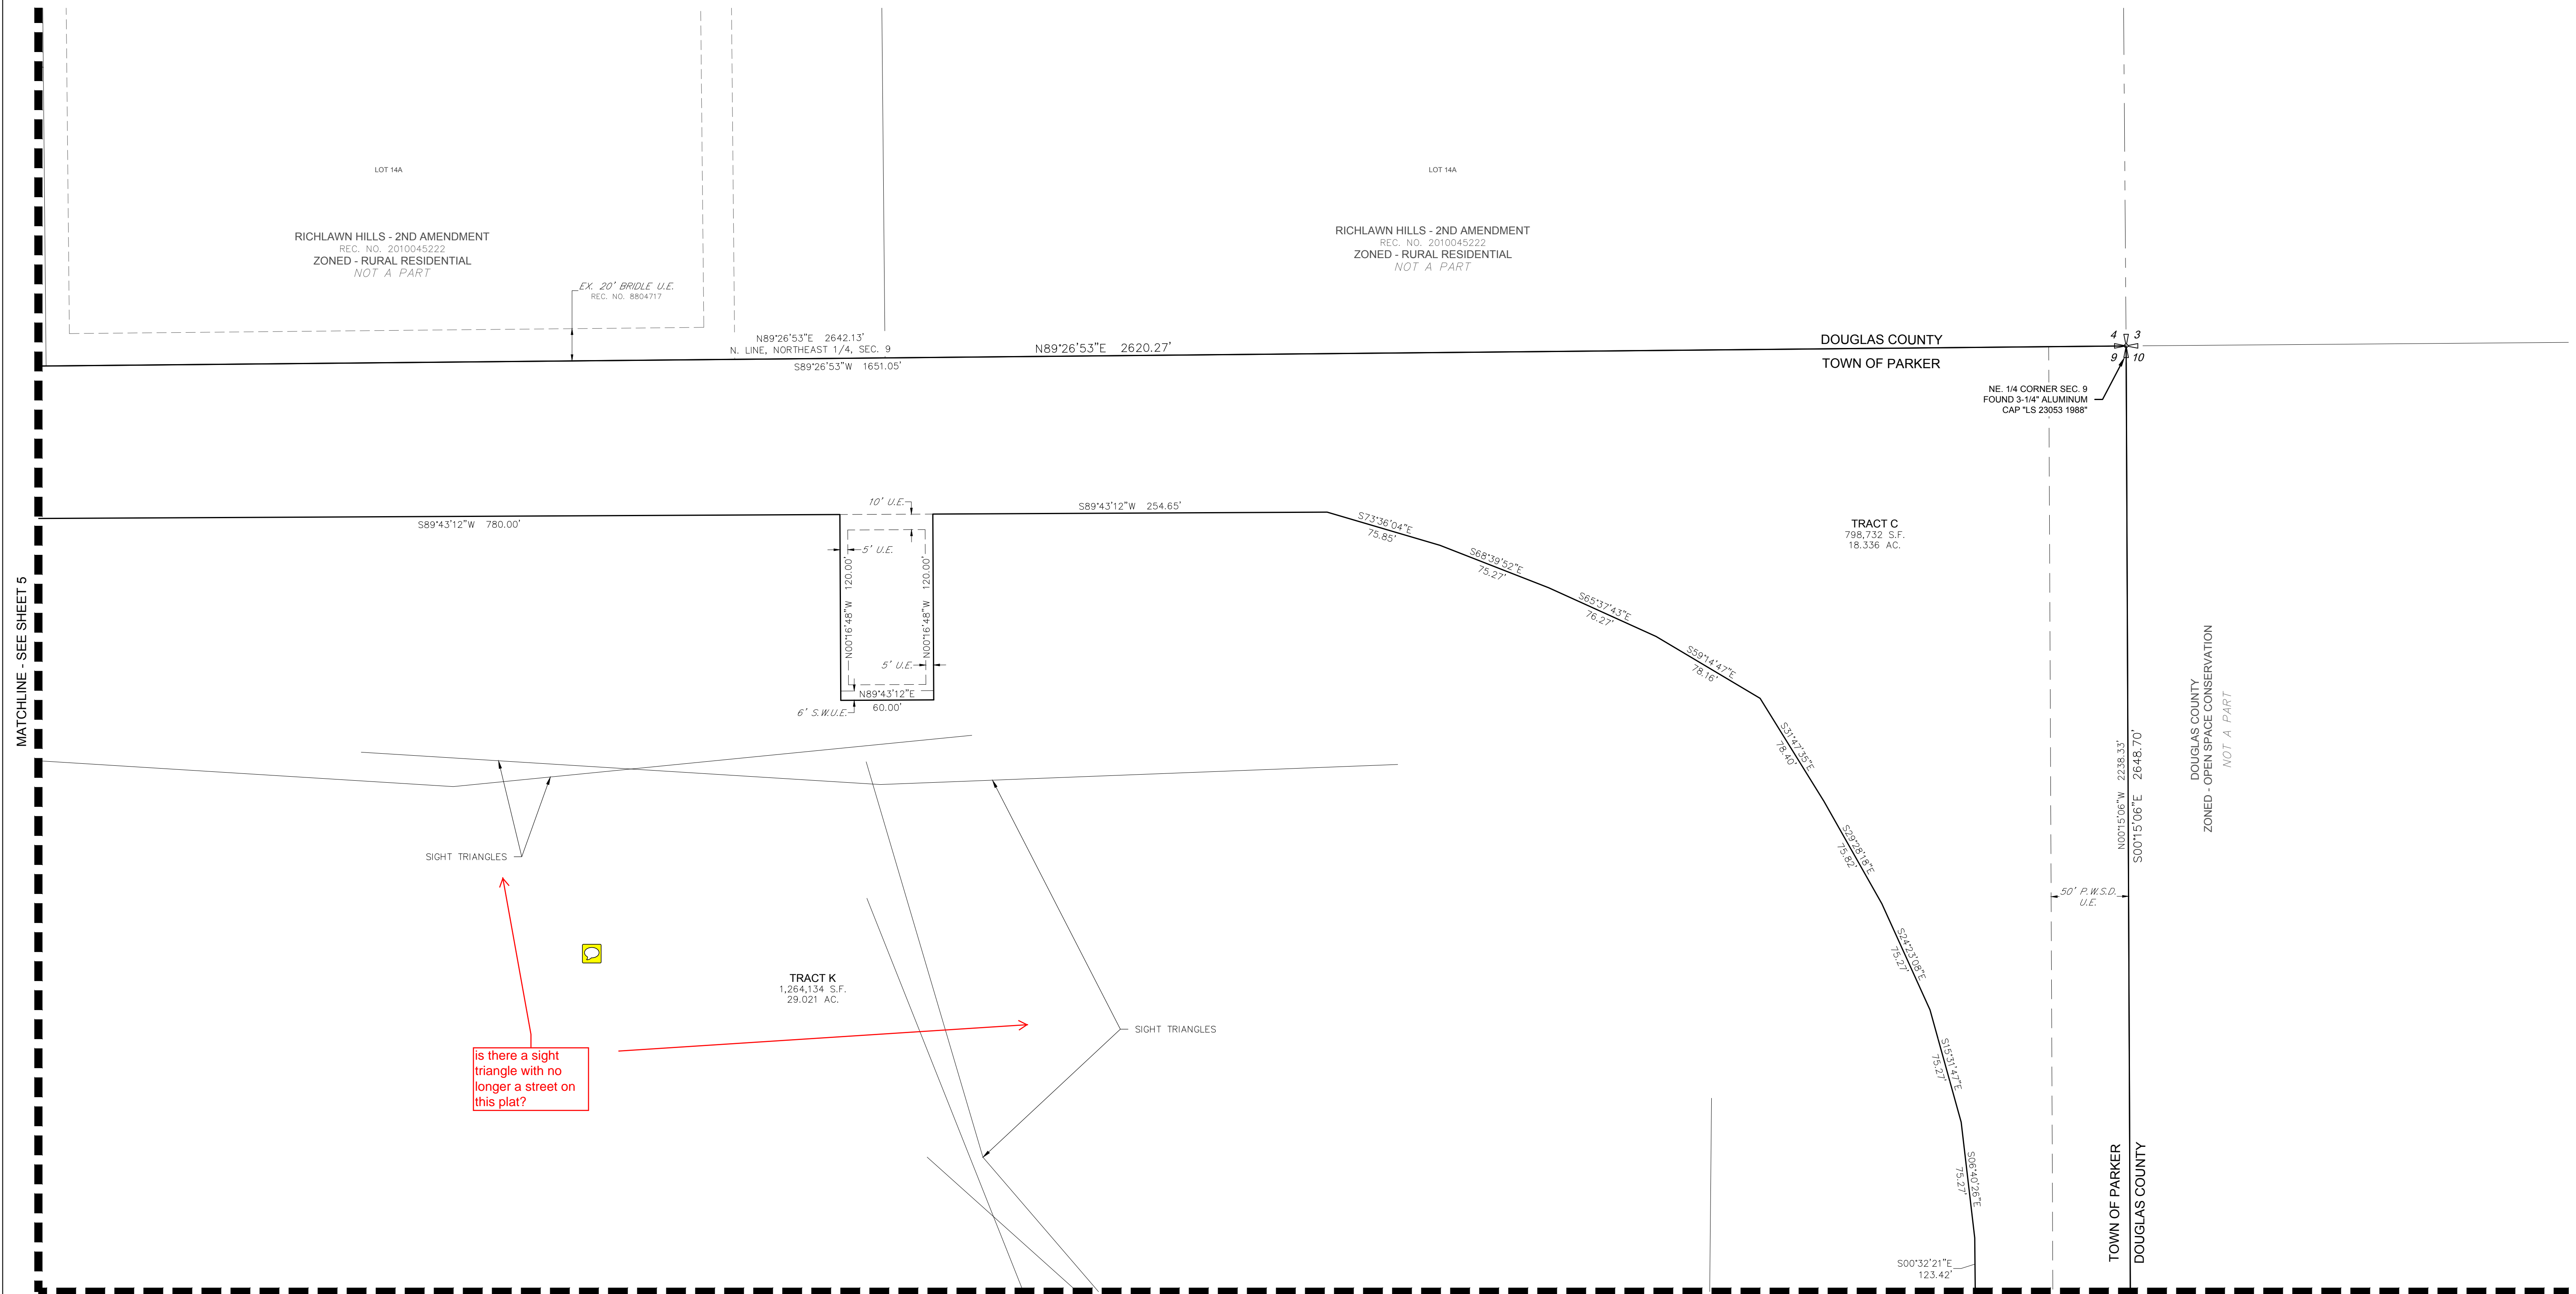 LOT 14A
RICHLAWN HILLS - 2ND AMENDMENT
REC. NO. 2010045222
ZONED - RURAL RESIDENTIAL
NOT A PART
EX. 20' BRIDLE U.E.
REC. NO. 8804717
LOT 14A
RICHLAWN HILLS - 2ND AMENDMENT
REC. NO. 2010045222
ZONED - RURAL RESIDENTIAL
NOT A PART
N89°26'53"E 2642.13'
N. LINE, NORTHEAST 1/4, SEC. 9
S89°26'53"W 1651.05'
N89°26'53"E 2620.27'
DOUGLAS COUNTY
TOWN OF PARKER
4 3
9 10
NE. 1/4 CORNER SEC. 9
FOUND 3-1/4" ALUMINUM
CAP "LS 23053 1988"
MATCHLINE - SEE SHEET 5
S89°43'12"W 780.00'
10' U.E.
5' U.E.
N00°16'48"W 120.00'
N00°16'48"W 120.00'
5' U.E.
N89°43'12"E
60.00'
6' S.W.U.E.
S89°43'12"W 254.65'
S73°36'04"E
75.85'
S68°39'52"E
75.27'
S65°37'43"E
76.27'
S59°14'47"E
78.16'
S31°47'35"E
78.40'
S29°28'18"E
75.82'
S24°23'08"E
75.27'
S15°31'47"E
75.27'
S06°40'26"E
75.27'
S00°32'21"E
123.42'
TRACT C
798,732 S.F.
18.336 AC.
N00°15'06"W 2238.33'
S00°15'06"E 2648.70'
50' P.W.S.D.
U.E.
DOUGLAS COUNTY
ZONED - OPEN SPACE CONSERVATION
NOT A PART
TOWN OF PARKER
DOUGLAS COUNTY
SIGHT TRIANGLES
TRACT K
1,264,134 S.F.
29.021 AC.
SIGHT TRIANGLES
is there a sight
triangle with no
longer a street on
this plat?